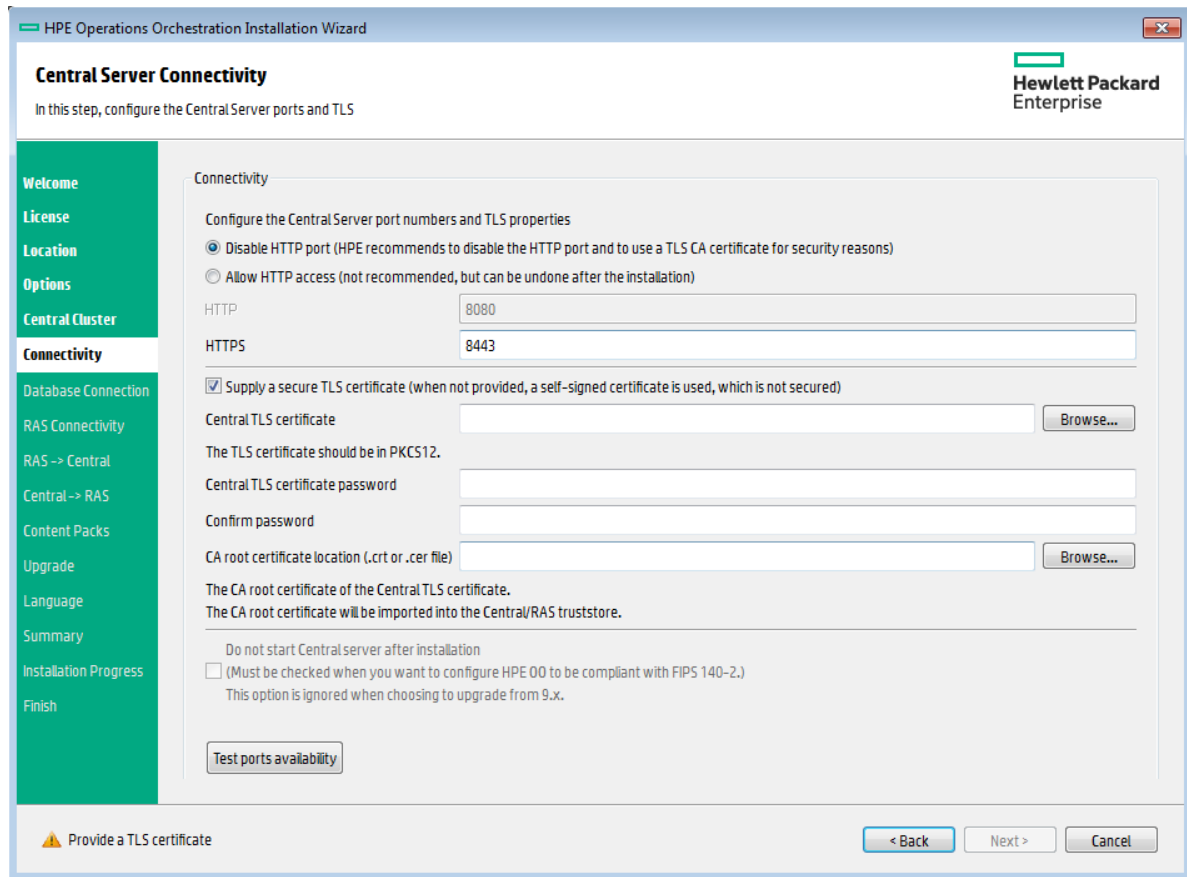 HPE Operations Orchestration Installation Wizard
Central Server Connectivity
In this step, configure the Central Server ports and TLS
Hewlett Packard
Enterprise
Welcome
License
Location
Options
Central Cluster
Connectivity
Database Connection
RAS Connectivity
RAS -> Central
Central -> RAS
Content Packs
Upgrade
Language
Summary
Installation Progress
Finish
Connectivity
Configure the Central Server port numbers and TLS properties
Disable HTTP port (HPE recommends to disable the HTTP port and to use a TLS CA certificate for security reasons)
Allow HTTP access (not recommended, but can be undone after the installation)
HTTP 8080
HTTPS 8443
Supply a secure TLS certificate (when not provided, a self-signed certificate is used, which is not secured)
Central TLS certificate Browse...
The TLS certificate should be in PKCS12.
Central TLS certificate password
Confirm password
CA root certificate location (.crt or .cer file) Browse...
The CA root certificate of the Central TLS certificate.
The CA root certificate will be imported into the Central/RAS truststore.
Do not start Central server after installation
(Must be checked when you want to configure HPE OO to be compliant with FIPS 140-2.)
This option is ignored when choosing to upgrade from 9.x.
Test ports availability
Provide a TLS certificate
< Back Next > Cancel